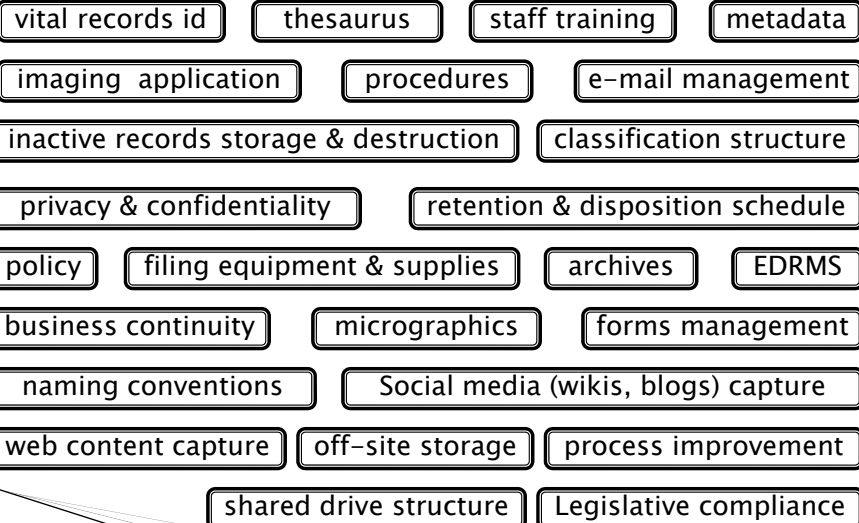 vital records id thesaurus staff training metadata
imaging application procedures e-mail management
inactive records storage & destruction classification structure
privacy & confidentiality retention & disposition schedule
policy filing equipment & supplies archives EDRMS
business continuity micrographics forms management
naming conventions Social media (wikis, blogs) capture
web content capture off-site storage process improvement
shared drive structure Legislative compliance